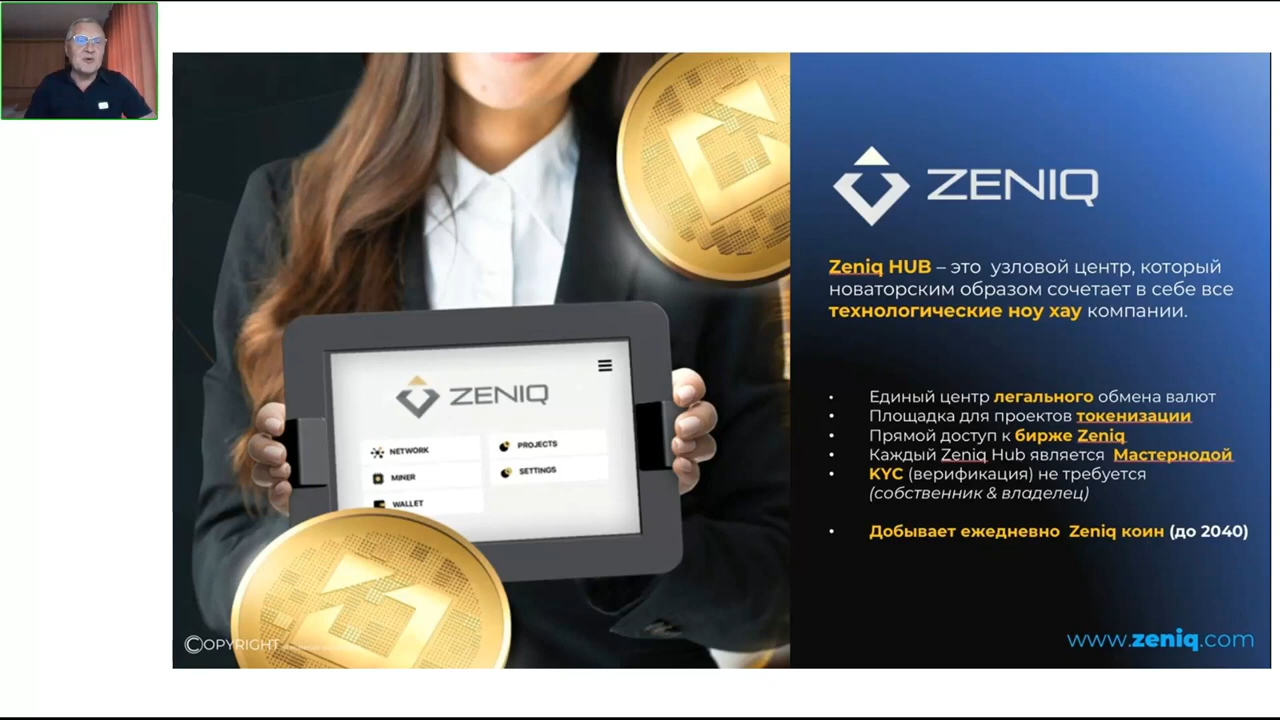 ZENIQ
NETWORK
MINER
WALLET
PROJECTS
SETTINGS
COPYRIGHT
ZENIQ
Zeniq HUB – это узловой центр, который
новаторским образом сочетает в себе все
технологические ноу хау компании.
• Единый центр легального обмена валют
• Площадка для проектов токенизации
• Прямой доступ к бирже Zeniq
• Каждый Zeniq Hub является Мастернодой
• KYC (верификация) не требуется
(собственник & владелец)
• Добывает ежедневно Zeniq коин (до 2040)
www.zeniq.com